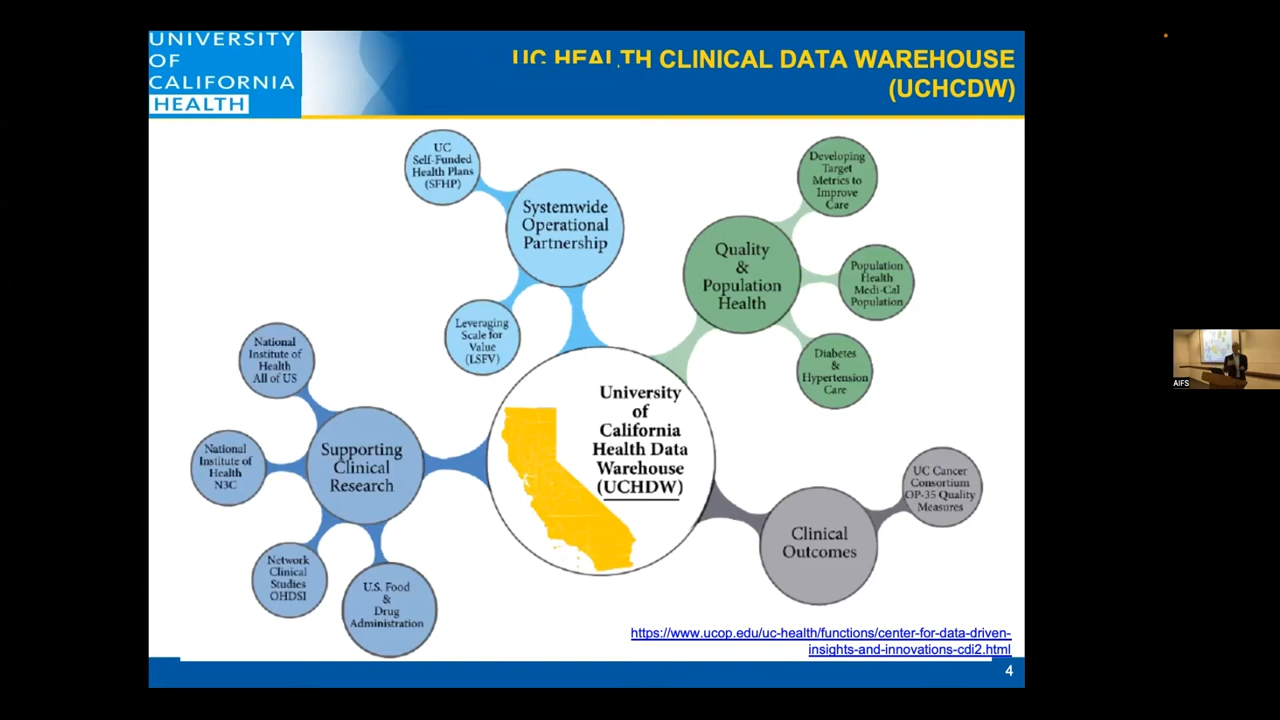 UNIVERSITY
OF
CALIFORNIA
HEALTH
UC HEALTH CLINICAL DATA WAREHOUSE
(UCHCDW)
UC
Self-Funded
Health Plans
(SFHP)
Systemwide
Operational
Partnership
Leveraging
Scale for
Value
(LSFV)
Developing
Target
Metrics to
Improve
Care
Quality
&
Population
Health
Population
Health
Medi-Cal
Population
Diabetes
&
Hypertension
Care
National
Institute of
Health
All of US
National
Institute of
Health
N3C
Supporting
Clinical
Research
Network
Clinical
Studies
OHDSI
U.S. Food
&
Drug
Administration
University
of
California
Health Data
Warehouse
(UCHDW)
UC Cancer
Consortium
OP-35 Quality
Measures
Clinical
Outcomes
https://www.ucop.edu/uc-health/functions/center-for-data-driven-
insights-and-innovations-cdi2.html
4
AIFS